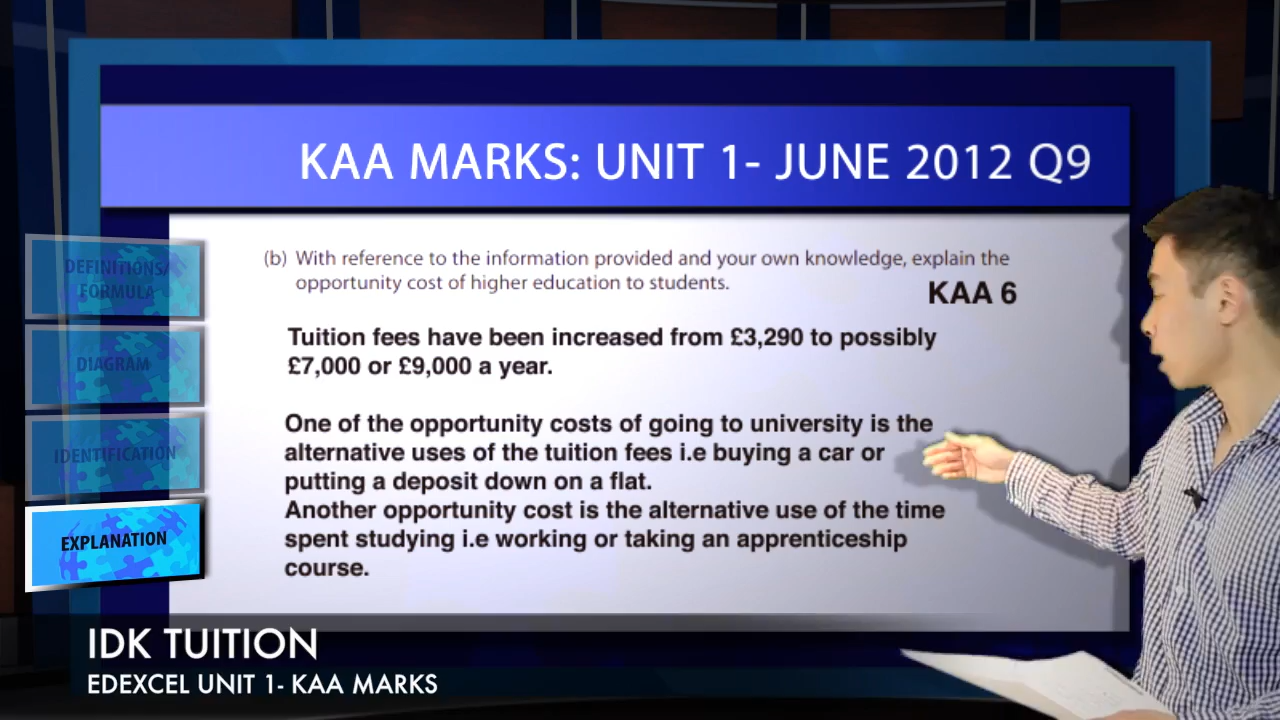 KAA MARKS: UNIT 1- JUNE 2012 Q9
(b) With reference to the information provided and your own knowledge, explain the
opportunity cost of higher education to students.
KAA 6
Tuition fees have been increased from £3,290 to possibly
£7,000 or £9,000 a year.
One of the opportunity costs of going to university is the
alternative uses of the tuition fees i.e buying a car or
putting a deposit down on a flat.
Another opportunity cost is the alternative use of the time
spent studying i.e working or taking an apprenticeship
course.
DEFINITIONS/
FORMULA
DIAGRAM
IDENTIFICATION
EXPLANATION
IDK TUITION
EDEXCEL UNIT 1- KAA MARKS